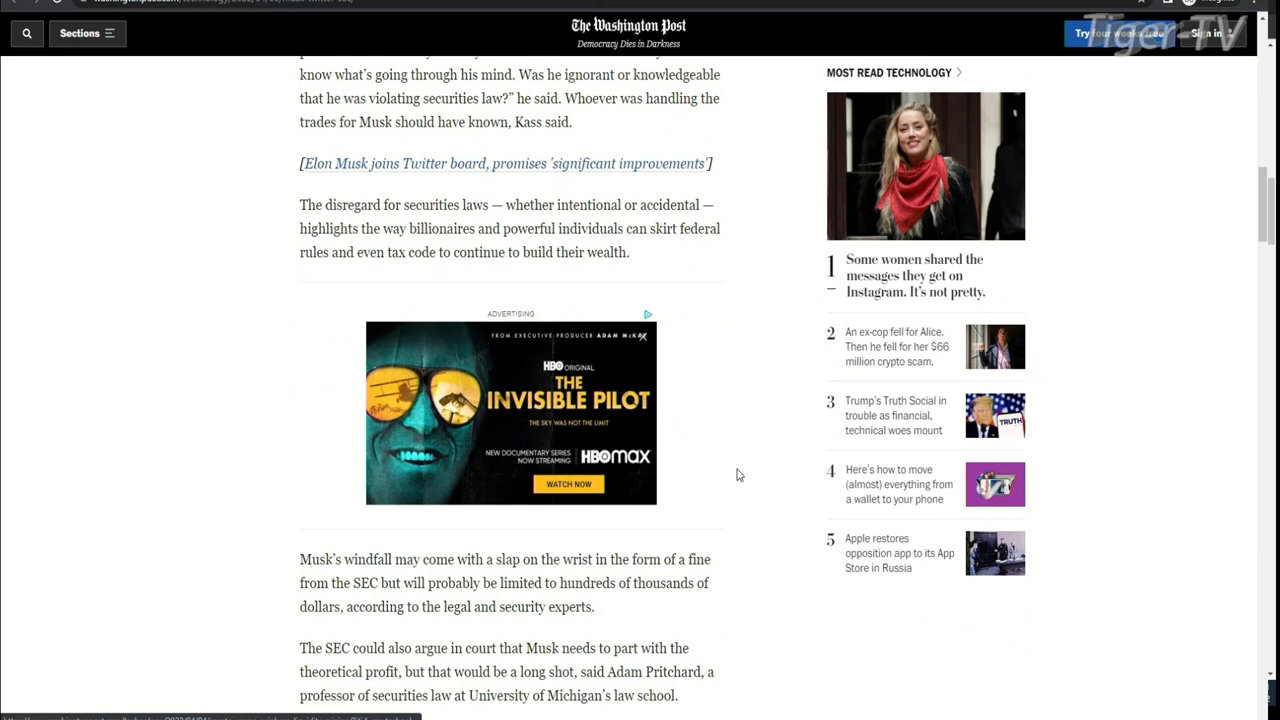 Sections
The Washington Post
Democracy Dies in Darkness
Try four weeks free
Sign in
Tiger-TV
know what's going through his mind. Was he ignorant or knowledgeable
that he was violating securities law?” he said. Whoever was handling the
trades for Musk should have known, Kass said.
[Elon Musk joins Twitter board, promises 'significant improvements']
The disregard for securities laws — whether intentional or accidental —
highlights the way billionaires and powerful individuals can skirt federal
rules and even tax code to continue to build their wealth.
ADVERTISING
FROM EXECUTIVE PRODUCER ADAM McKAY
HBO ORIGINAL
THE
INVISIBLE PILOT
THE SKY WAS NOT THE LIMIT
NEW DOCUMENTARY SERIES
NOW STREAMING
HBOMAX
WATCH NOW
Musk's windfall may come with a slap on the wrist in the form of a fine
from the SEC but will probably be limited to hundreds of thousands of
dollars, according to the legal and security experts.
The SEC could also argue in court that Musk needs to part with the
theoretical profit, but that would be a long shot, said Adam Pritchard, a
professor of securities law at University of Michigan's law school.
MOST READ TECHNOLOGY
1
Some women shared the
messages they get on
Instagram. It's not pretty.
2
An ex-cop fell for Alice.
Then he fell for her $66
million crypto scam.
3
Trump's Truth Social in
trouble as financial,
technical woes mount
TRUTH
4
Here's how to move
(almost) everything from
a wallet to your phone
5
Apple restores
opposition app to its App
Store in Russia